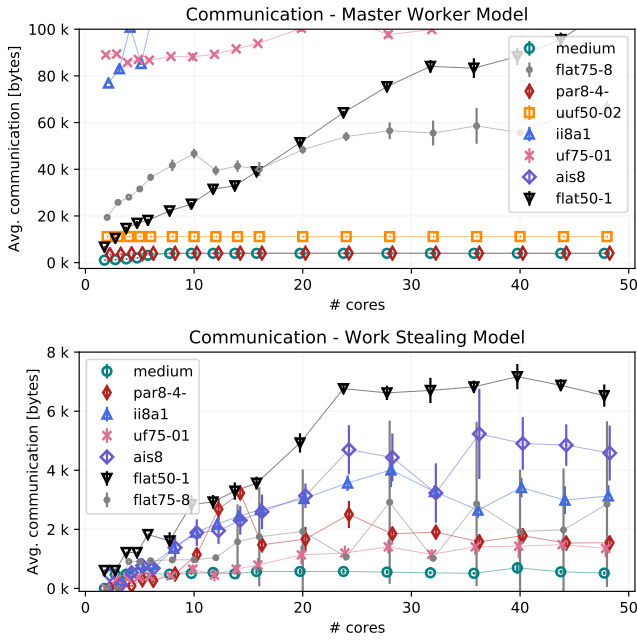 Communication - Master Worker Model
Avg. communication [bytes]
100 k
80 k
60 k
40 k
20 k
0 k
0
10
20
30
40
50
# cores
medium
flat75-8
par8-4-
uuf50-02
ii8a1
uf75-01
ais8
flat50-1
Communication - Work Stealing Model
Avg. communication [bytes]
8 k
6 k
4 k
2 k
0 k
0
10
20
30
40
50
# cores
medium
par8-4-
ii8a1
uf75-01
ais8
flat50-1
flat75-8